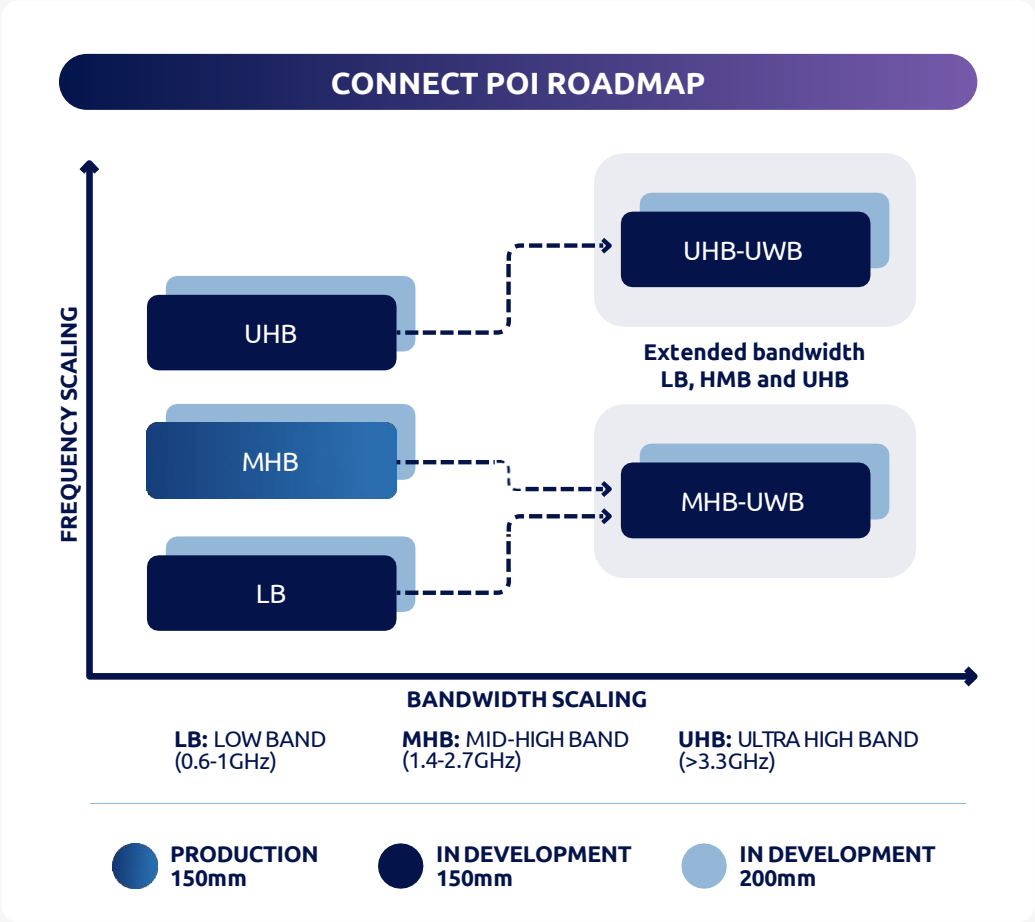 CONNECT POI ROADMAP
FREQUENCY SCALING
UHB
MHB
LB
UHB-UWB
Extended bandwidth
LB, HMB and UHB
MHB-UWB
BANDWIDTH SCALING
LB: LOW BAND
(0.6-1GHz)
MHB: MID-HIGH BAND
(1.4-2.7GHz)
UHB: ULTRA HIGH BAND
(>3.3GHz)
PRODUCTION
150mm
IN DEVELOPMENT
150mm
IN DEVELOPMENT
200mm